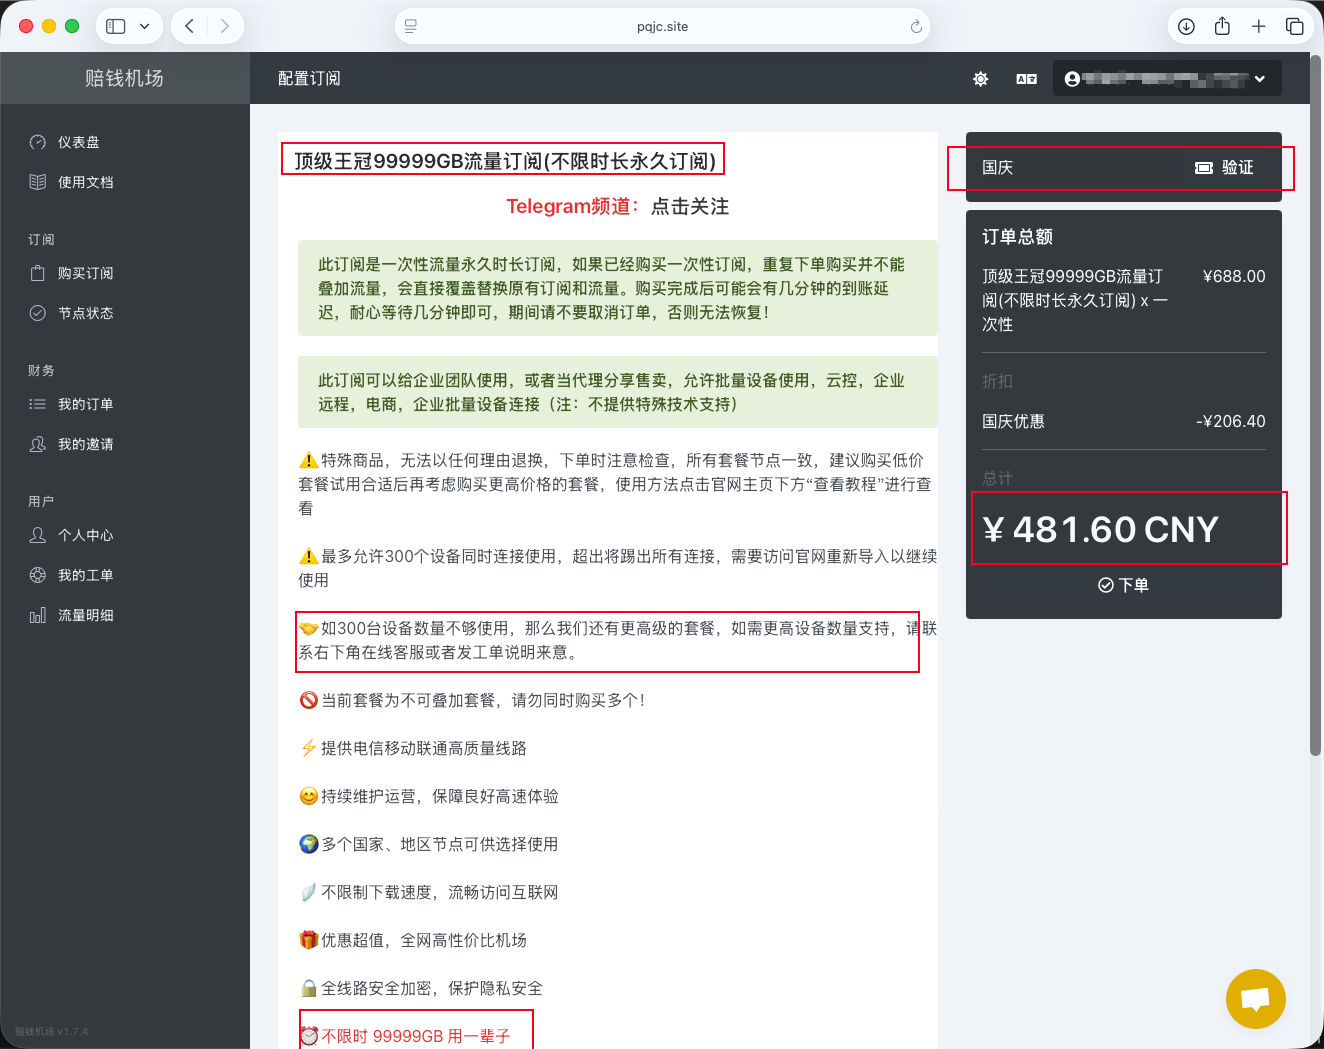 pqjc.site
赔钱机场
配置订阅
仪表盘
使用文档
订阅
购买订阅
节点状态
财务
我的订单
我的邀请
用户
个人中心
我的工单
流量明细
赔钱机场 v1.7.4
顶级王冠99999GB流量订阅(不限时长永久订阅)
Telegram频道：点击关注
此订阅是一次性流量永久时长订阅，如果已经购买一次性订阅，重复下单购买并不能
叠加流量，会直接覆盖替换原有订阅和流量。购买完成后可能会有几分钟的到账延
迟，耐心等待几分钟即可，期间请不要取消订单，否则无法恢复！
此订阅可以给企业团队使用，或者当代理分享售卖，允许批量设备使用，云控，企业
远程，电商，企业批量设备连接（注：不提供特殊技术支持）
⚠️特殊商品，无法以任何理由退换，下单时注意检查，所有套餐节点一致，建议购买低价
套餐试用合适后再考虑购买更高价格的套餐，使用方法点击官网主页下方“查看教程”进行查
看
⚠️最多允许300个设备同时连接使用，超出将踢出所有连接，需要访问官网重新导入以继续
使用
🤝如300台设备数量不够使用，那么我们还有更高级的套餐，如需更高设备数量支持，请联
系右下角在线客服或者发工单说明来意。
🚫当前套餐为不可叠加套餐，请勿同时购买多个！
⚡提供电信移动联通高质量线路
😊持续维护运营，保障良好高速体验
🌍多个国家、地区节点可供选择使用
🪽不限制下载速度，流畅访问互联网
🎁优惠超值，全网高性价比机场
🔒全线路安全加密，保护隐私安全
⏰不限时 99999GB 用一辈子
国庆
验证
订单总额
顶级王冠99999GB流量订 ¥688.00
阅(不限时长永久订阅) x 一
次性
折扣
国庆优惠 -¥206.40
总计
¥ 481.60 CNY
下单